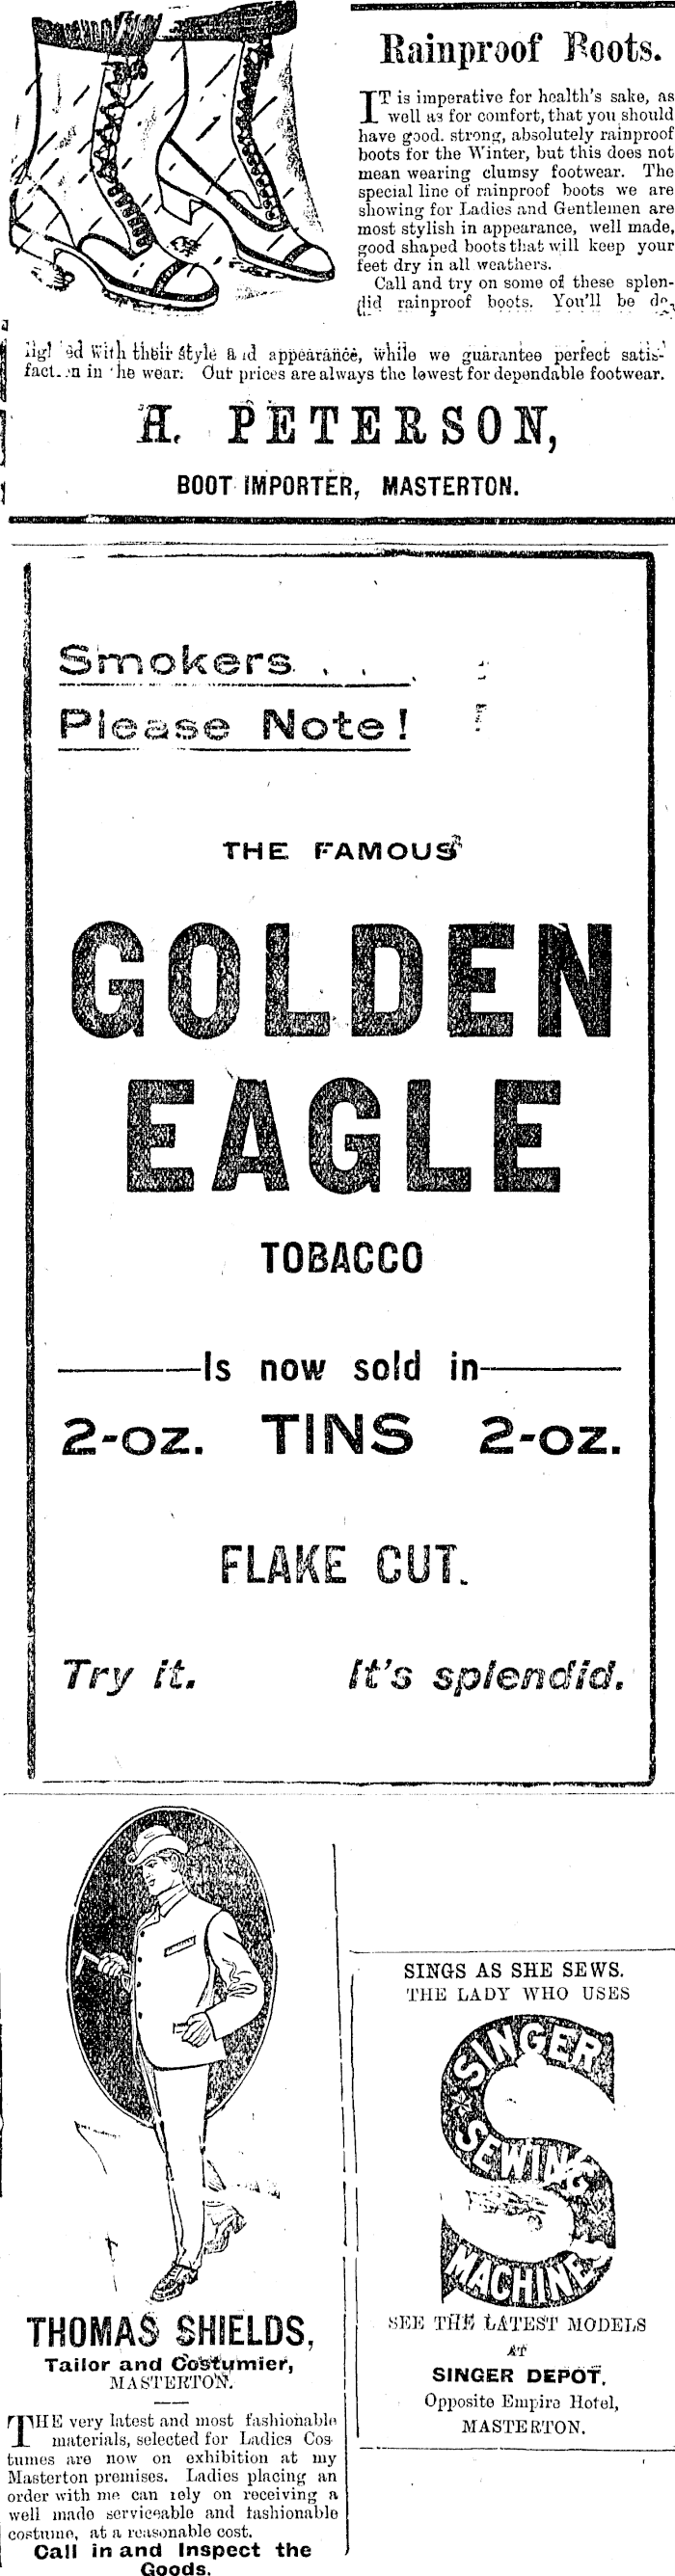 Rainproof Boots.
IT is imperative for health's sake, as
well as for comfort, that you should
have good. strong, absolutely rainproof
boots for the Winter, but this does not
mean wearing clumsy footwear. The
special line of rainproof boots we are
showing for Ladies and Gentlemen are
most stylish in appearance, well made,
good shaped boots that will keep your
feet dry in all weathers.
Call and try on some of these splen-
did rainproof boots. You'll be de-
with their style appearance, while we guarantee perfect satis-
in wear. Our prices are always the lowest for dependable footwear.
H. PETERSON,
BOOT IMPORTER, MASTERTON.
Smokers . . .
Please Note!
THE FAMOUS
GOLDEN
EAGLE
TOBACCO
Is now sold in
2-oz. TINS 2-oz.
FLAKE CUT.
Try it. It's splendid.
THOMAS SHIELDS,
Tailor and Costumier,
MASTERTON.
THE very latest and most fashionable
materials, selected for Ladies Cos-
tumes are now on exhibition at my
Masterton premises. Ladies placing an
order with me can rely on receiving a
well made serviceable and fashionable
costume, at a reasonable cost.
Call in and Inspect the
Goods.
SINGS AS SHE SEWS.
THE LADY WHO USES
SINGER
SEWING
MACHINES
SEE THE LATEST MODELS
AT
SINGER DEPOT,
Opposite Empire Hotel,
MASTERTON.